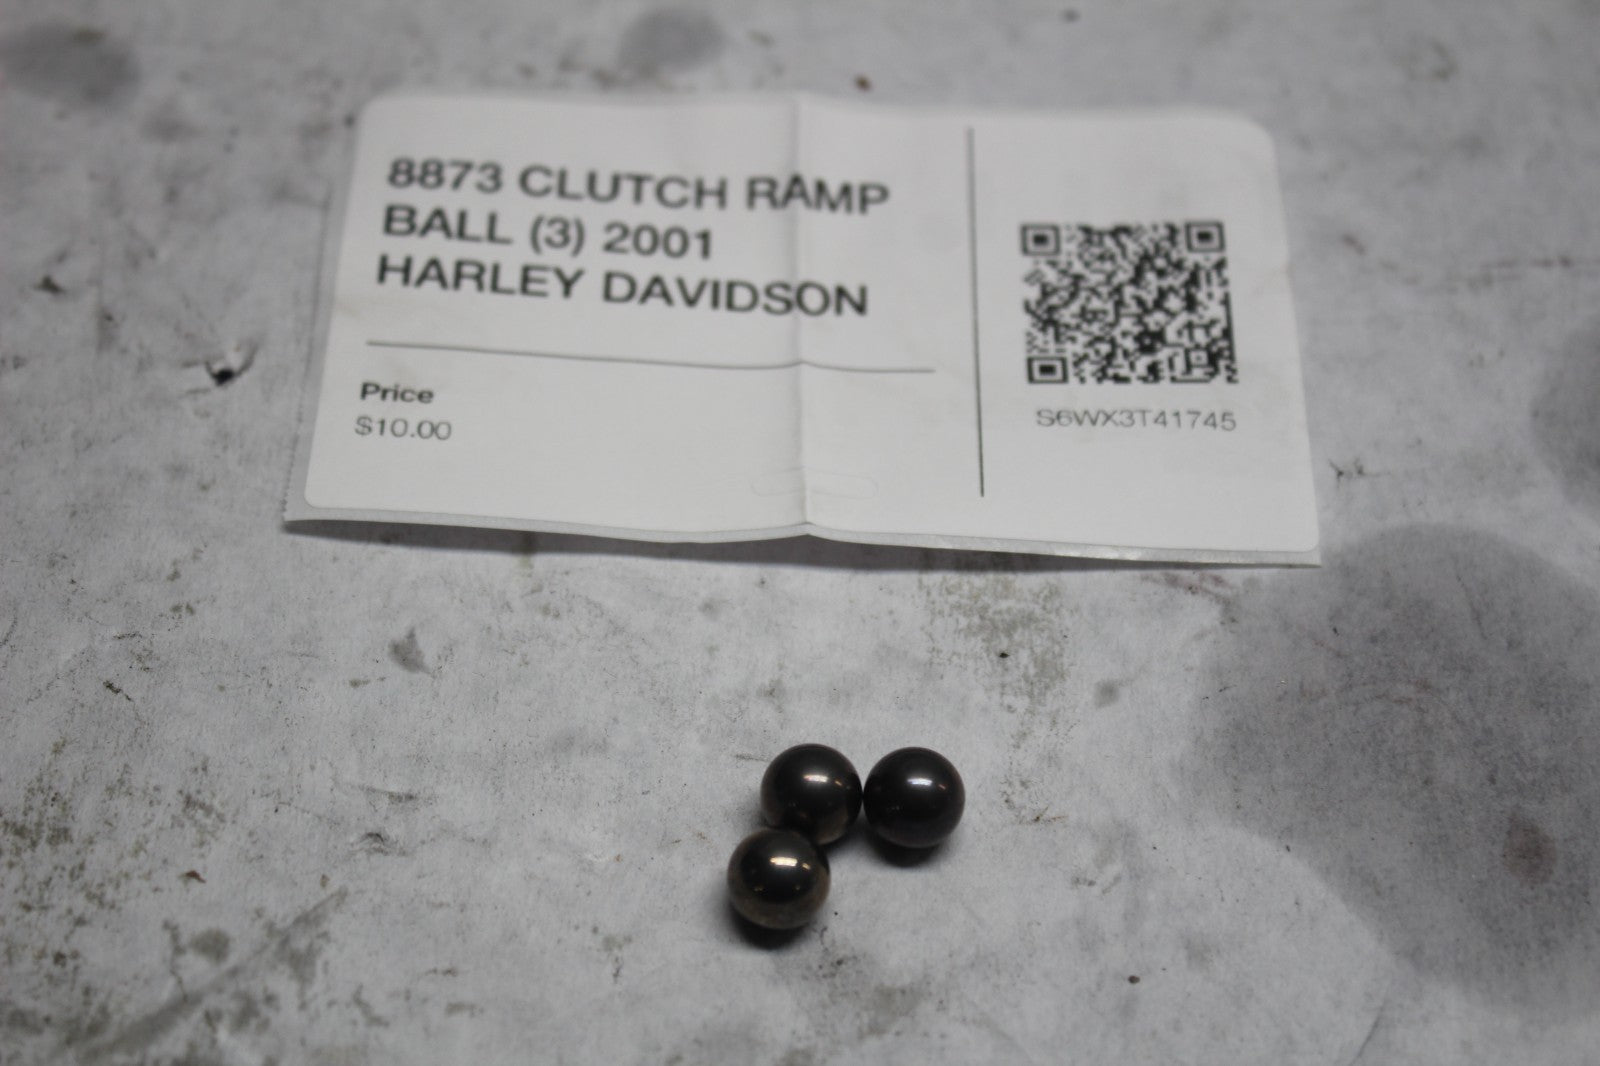 8873 CLUTCH RAMP
BALL (3) 2001
HARLEY DAVIDSON
Price
$10.00
S6WX3T41745